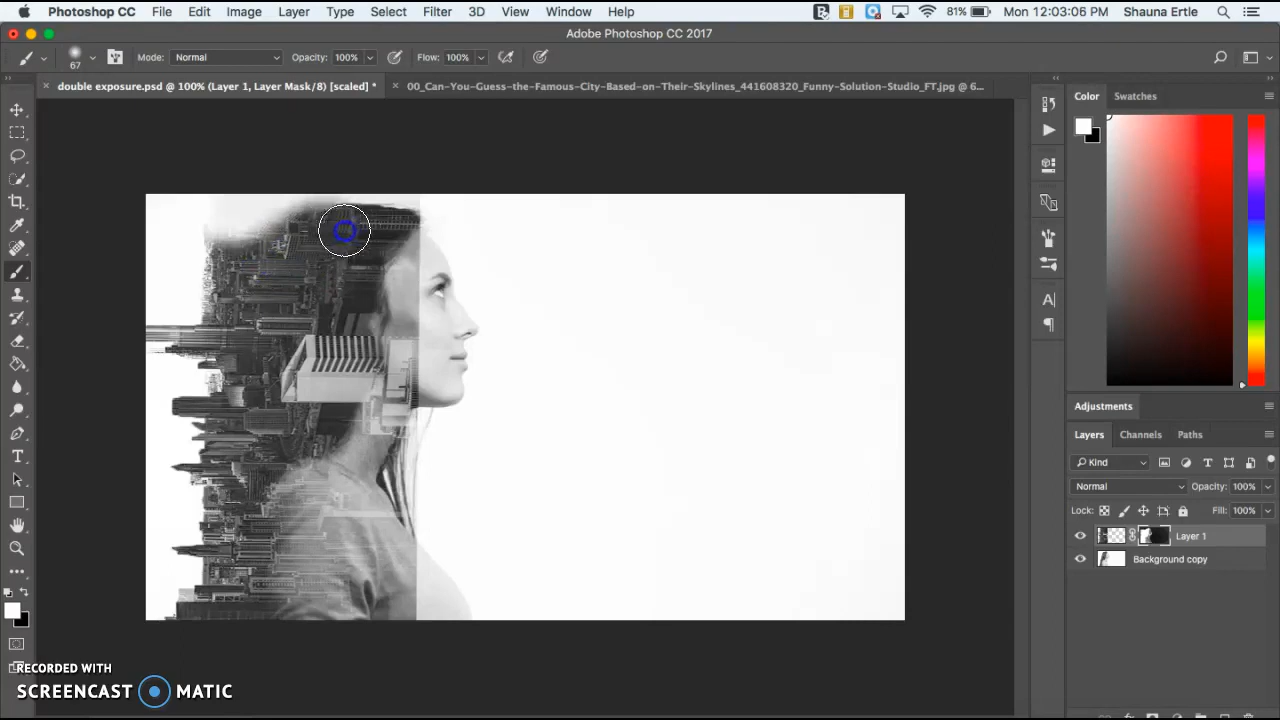 Photoshop CC File Edit Image Layer Type Select Filter 3D View Window Help 81% Mon 12:03:06 PM Shauna Ertle
Adobe Photoshop CC 2017
67 Mode: Normal Opacity: 100% Flow: 100%
double exposure.psd @ 100% (Layer 1, Layer Mask/8) [scaled] * 00_Can-You-Guess-the-Famous-City-Based-on-Their-Skylines_441608320_Funny-Solution-Studio_FT.jpg @ 6...
Color Swatches
Adjustments
Layers Channels Paths
Kind
Normal Opacity: 100%
Lock: Fill: 100%
Layer 1
Background copy
RECORDED WITH
SCREENCAST MATIC